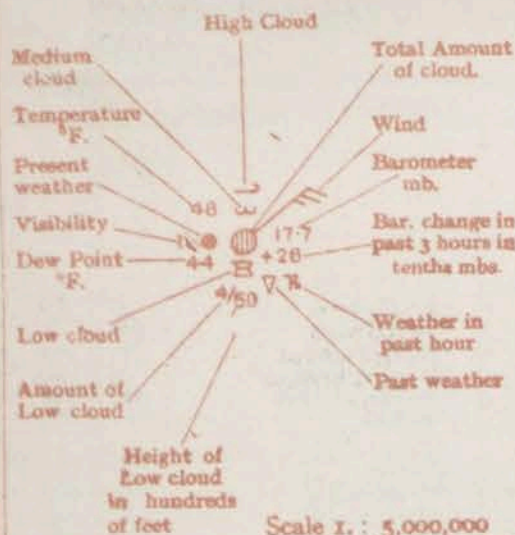 High Cloud
Medium
cloud
Total Amount
of cloud.
Temperature
°F.
Wind
Present
weather
Barometer
mb.
48
Visibility
17.7
Bar. change in
past 3 hours in
tenths mbs.
Dew Point
°F.
44
+28
4/50
Low cloud
Weather in
past hour
Amount of
Low cloud
Past weather
Height of
Low cloud
in hundreds
of feet
Scale 1. : 5,000,000